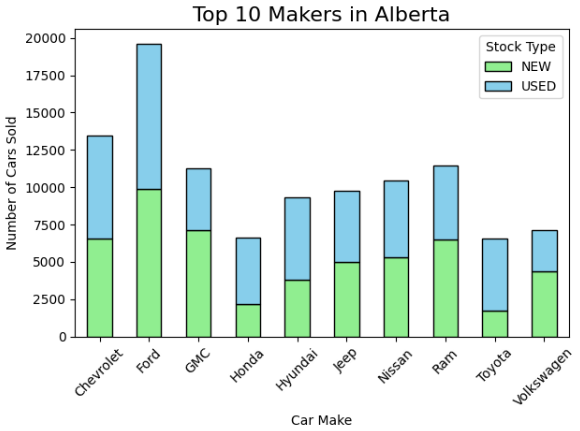 Top 10 Makers in Alberta
Number of Cars Sold
20000
17500
15000
12500
10000
7500
5000
2500
0
Stock Type
NEW
USED
Chevrolet
Ford
GMC
Honda
Hyundai
Jeep
Nissan
Ram
Toyota
Volkswagen
Car Make